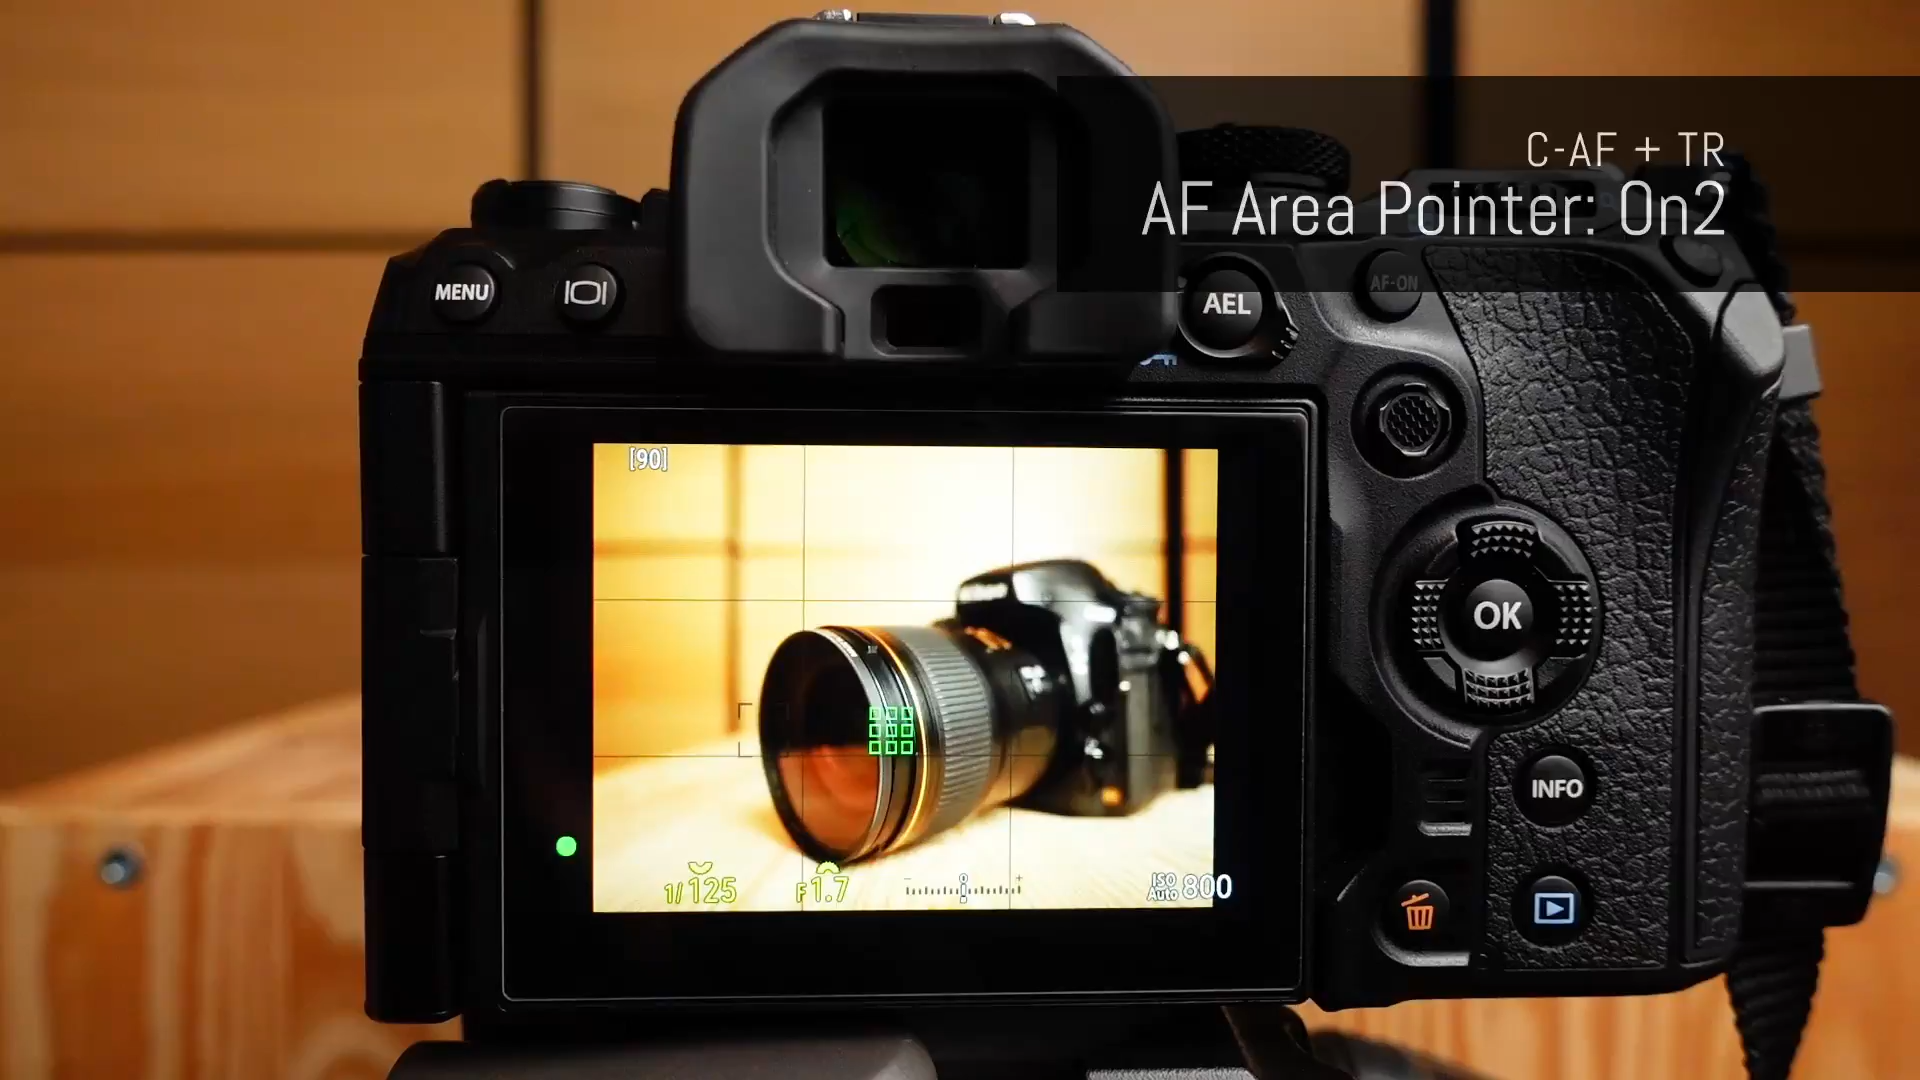 C-AF + TR
AF Area Pointer: On2
MENU
AEL
AF-ON
[90]
OK
INFO
1/125
F1.7
ISO Auto 800